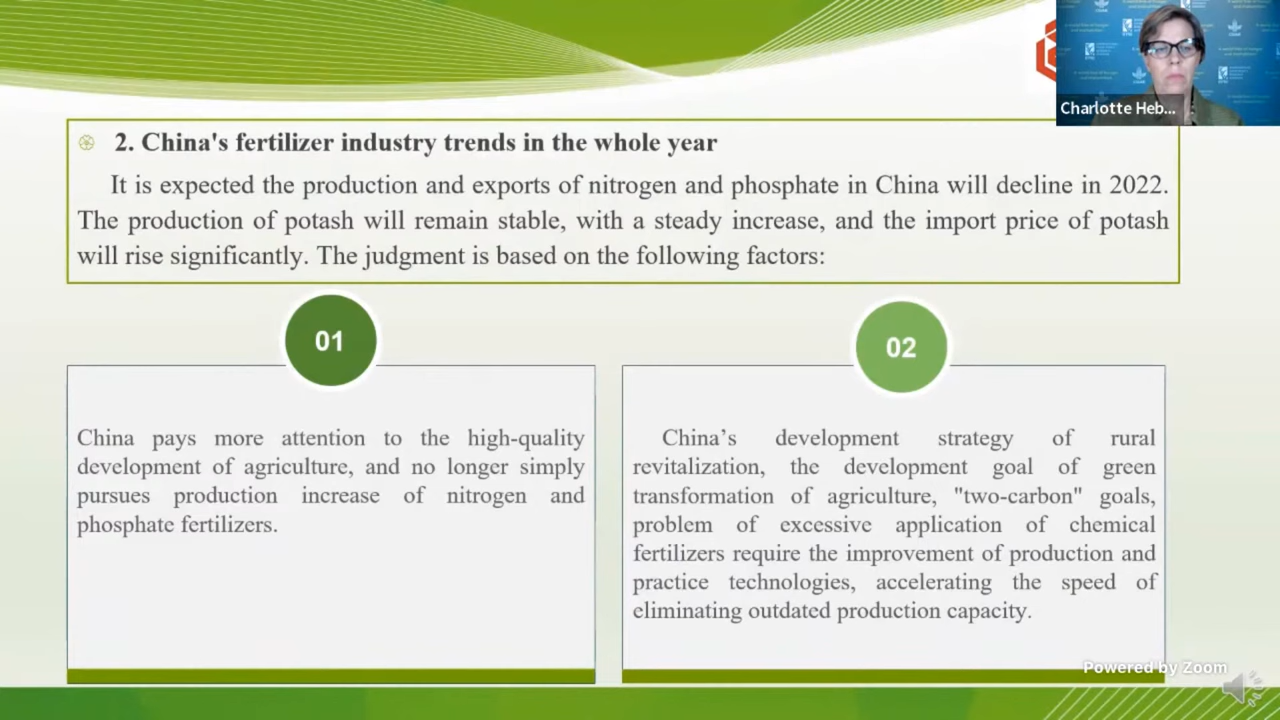 Charlotte Heb...
2. China's fertilizer industry trends in the whole year
It is expected the production and exports of nitrogen and phosphate in China will decline in 2022.
The production of potash will remain stable, with a steady increase, and the import price of potash
will rise significantly. The judgment is based on the following factors:
01
China pays more attention to the high-quality
development of agriculture, and no longer simply
pursues production increase of nitrogen and
phosphate fertilizers.
02
China’s development strategy of rural
revitalization, the development goal of green
transformation of agriculture, "two-carbon" goals,
problem of excessive application of chemical
fertilizers require the improvement of production and
practice technologies, accelerating the speed of
eliminating outdated production capacity.
Powered by Zoom